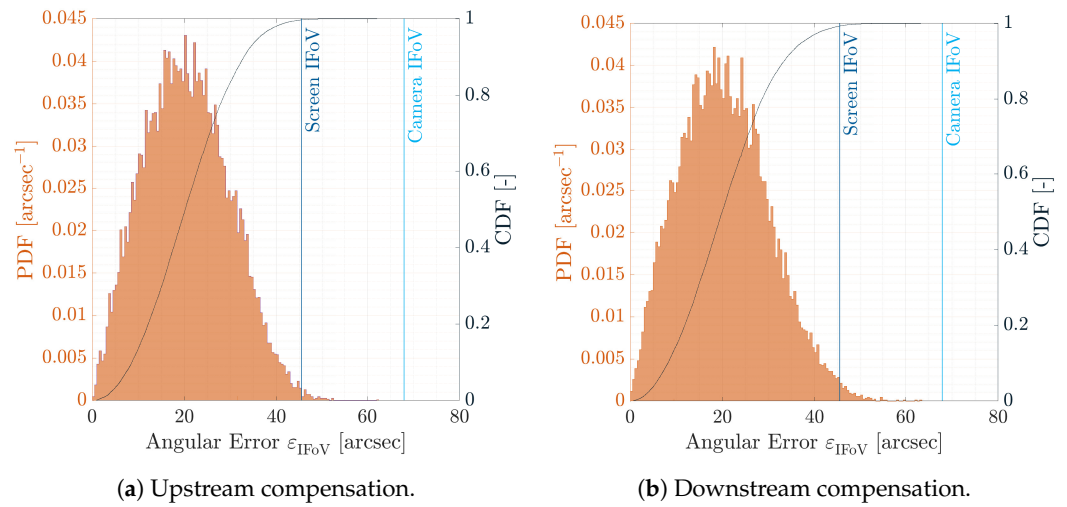 0.045
0.04
0.035
0.03
0.025
0.02
0.015
0.01
0.005
0
PDF [arcsec⁻¹]
0 20 40 60 80
Angular Error ε_IFoV [arcsec]
1
0.8
0.6
0.4
0.2
0
CDF [-]
Screen IFoV
Camera IFoV
(a) Upstream compensation.
0.045
0.04
0.035
0.03
0.025
0.02
0.015
0.01
0.005
0
PDF [arcsec⁻¹]
0 20 40 60 80
Angular Error ε_IFoV [arcsec]
1
0.8
0.6
0.4
0.2
0
CDF [-]
Screen IFoV
Camera IFoV
(b) Downstream compensation.